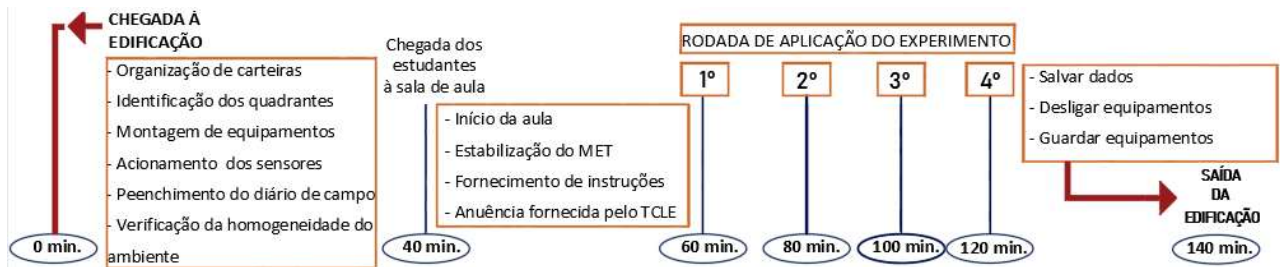 CHEGADA À
EDIFICAÇÃO
- Organização de carteiras
- Identificação dos quadrantes
- Montagem de equipamentos
- Acionamento dos sensores
- Peenchimento do diário de campo
- Verificação da homogeneidade do
ambiente
0 min.
Chegada dos
estudantes
à sala de aula
40 min.
- Início da aula
- Estabilização do MET
- Fornecimento de instruções
- Anuência fornecida pelo TCLE
RODADA DE APLICAÇÃO DO EXPERIMENTO
1º
2º
3º
4º
60 min.
80 min.
100 min.
120 min.
- Salvar dados
- Desligar equipamentos
- Guardar equipamentos
SAÍDA
DA
EDIFICAÇÃO
140 min.